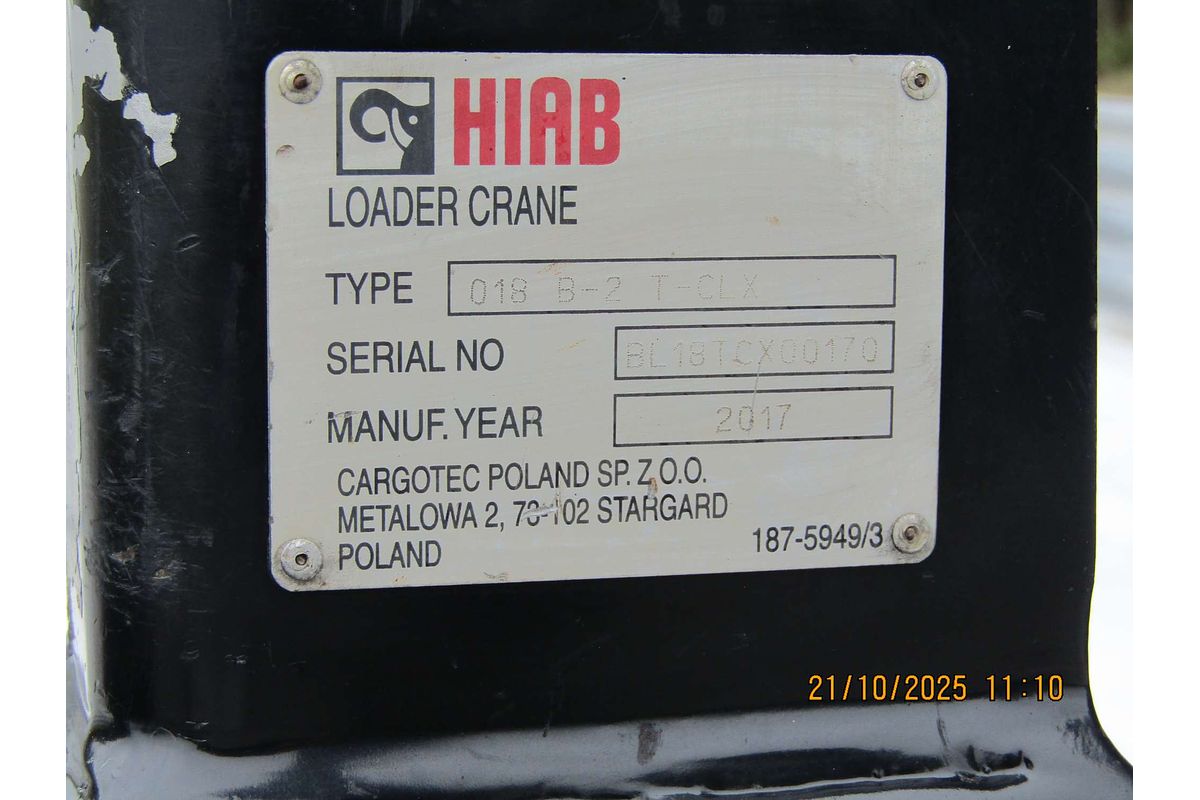 HIAB
LOADER CRANE
TYPE 018 B-2 T-CLX
SERIAL NO BL18TCX00170
MANUF. YEAR 2017
CARGOTEC POLAND SP. Z O.O.
METALOWA 2, 73-102 STARGARD
POLAND
187-5949/3
21/10/2025 11:10